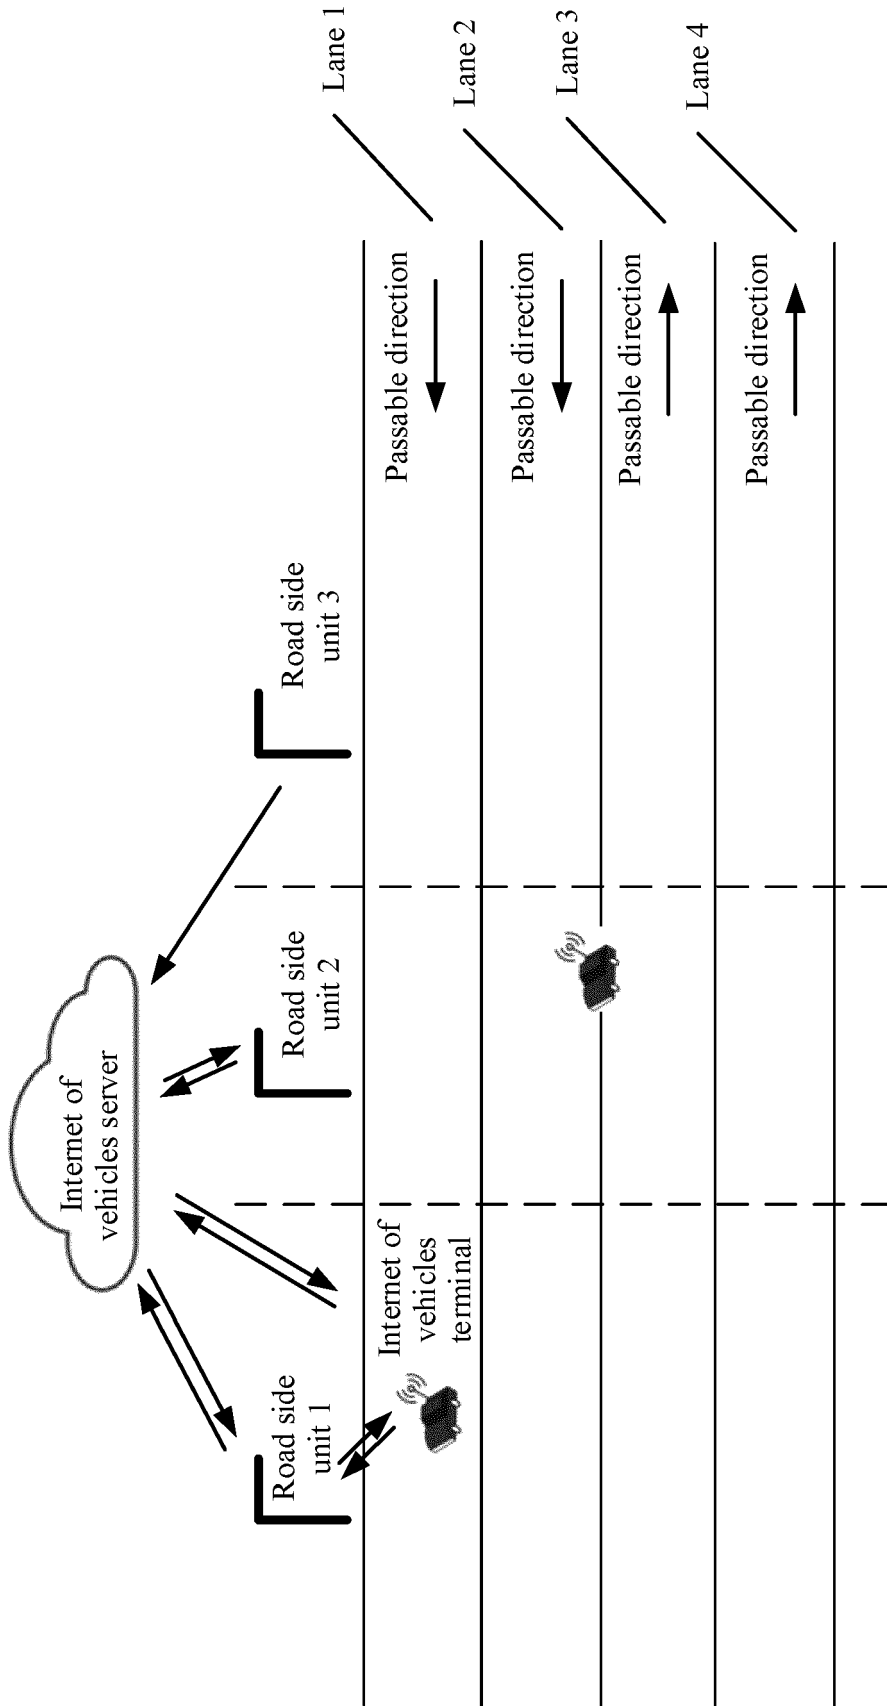 Internet of
vehicles server
Road side
unit 1
Road side
unit 2
Road side
unit 3
Internet of
vehicles
terminal
Passable direction
Lane 1
Passable direction
Lane 2
Passable direction
Lane 3
Passable direction
Lane 4